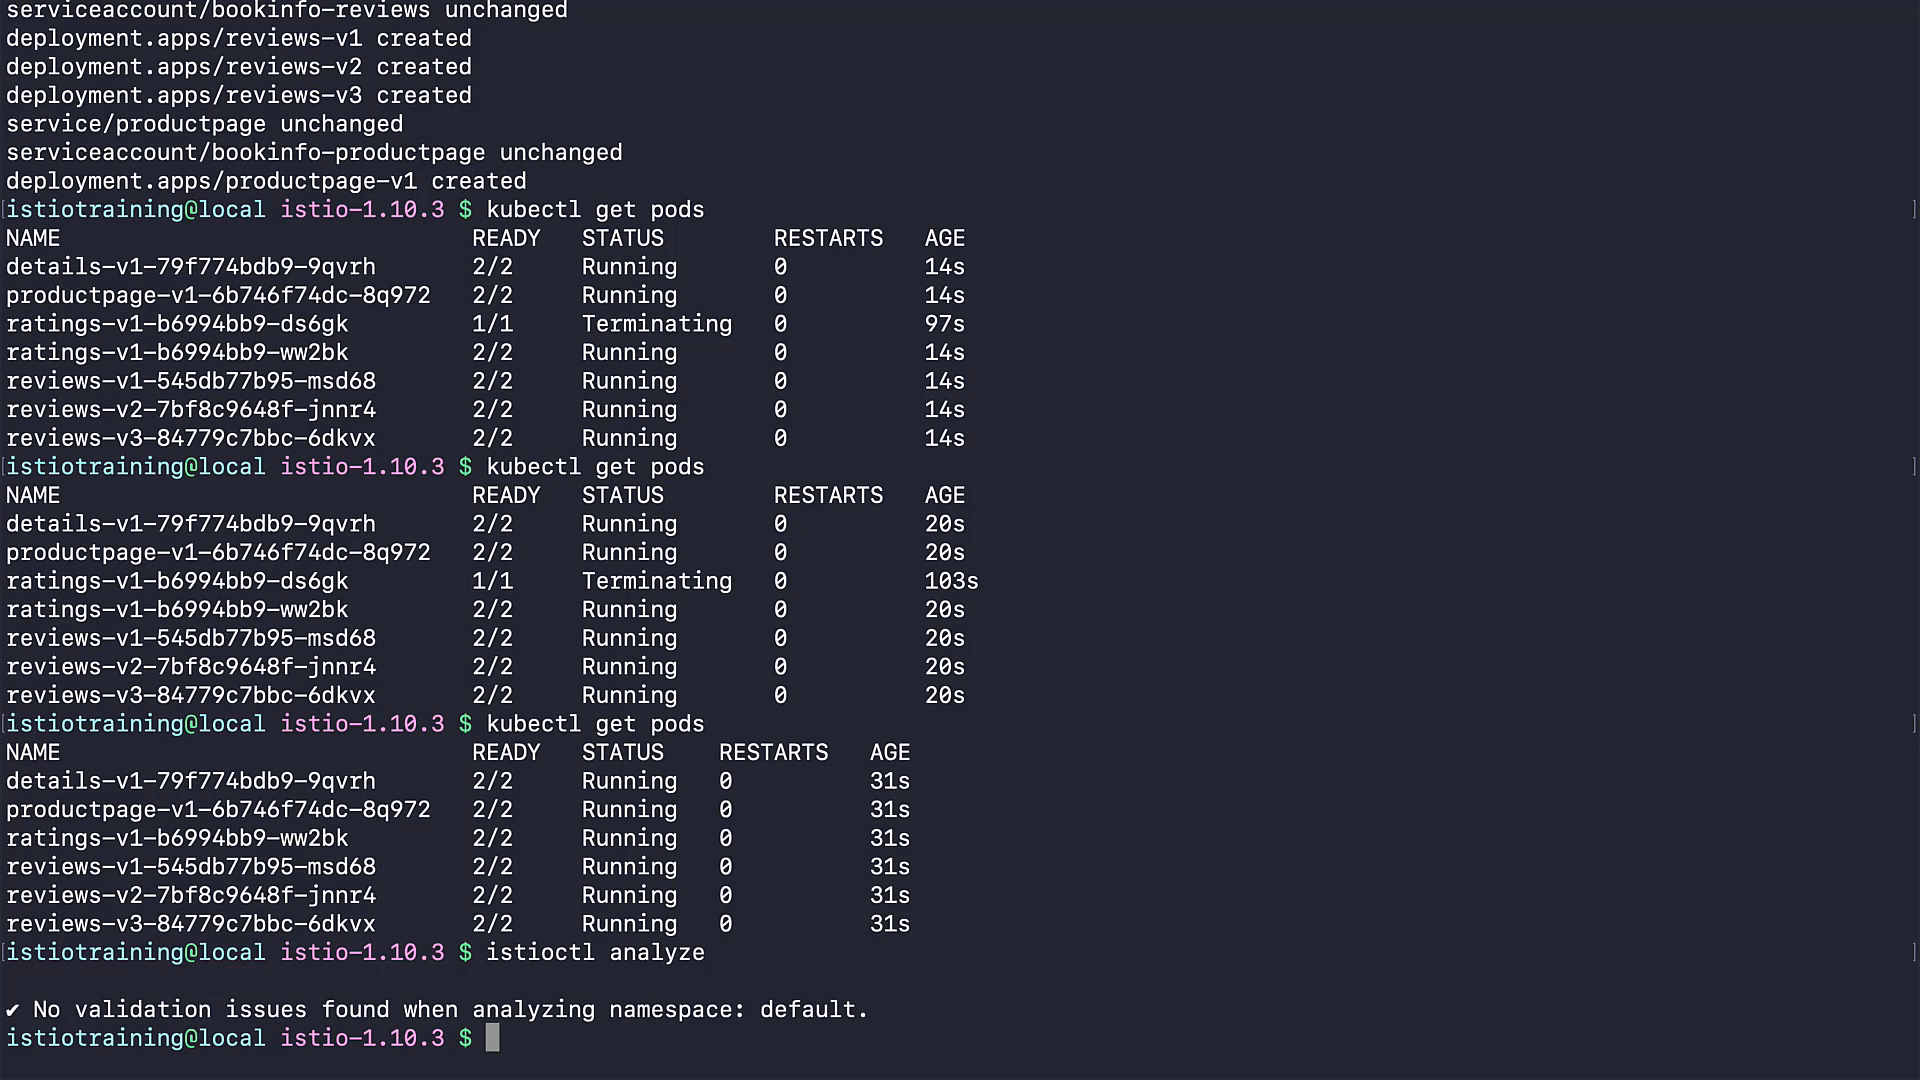 serviceaccount/bookinfo-reviews unchanged
deployment.apps/reviews-v1 created
deployment.apps/reviews-v2 created
deployment.apps/reviews-v3 created
service/productpage unchanged
serviceaccount/bookinfo-productpage unchanged
deployment.apps/productpage-v1 created
[istiotraining@local istio-1.10.3 $ kubectl get pods ]
NAME READY STATUS RESTARTS AGE
details-v1-79f774bdb9-9qvrh 2/2 Running 0 14s
productpage-v1-6b746f74dc-8q972 2/2 Running 0 14s
ratings-v1-b6994bb9-ds6gk 1/1 Terminating 0 97s
ratings-v1-b6994bb9-ww2bk 2/2 Running 0 14s
reviews-v1-545db77b95-msd68 2/2 Running 0 14s
reviews-v2-7bf8c9648f-jnnr4 2/2 Running 0 14s
reviews-v3-84779c7bbc-6dkvx 2/2 Running 0 14s
[istiotraining@local istio-1.10.3 $ kubectl get pods ]
NAME READY STATUS RESTARTS AGE
details-v1-79f774bdb9-9qvrh 2/2 Running 0 20s
productpage-v1-6b746f74dc-8q972 2/2 Running 0 20s
ratings-v1-b6994bb9-ds6gk 1/1 Terminating 0 103s
ratings-v1-b6994bb9-ww2bk 2/2 Running 0 20s
reviews-v1-545db77b95-msd68 2/2 Running 0 20s
reviews-v2-7bf8c9648f-jnnr4 2/2 Running 0 20s
reviews-v3-84779c7bbc-6dkvx 2/2 Running 0 20s
[istiotraining@local istio-1.10.3 $ kubectl get pods ]
NAME READY STATUS RESTARTS AGE
details-v1-79f774bdb9-9qvrh 2/2 Running 0 31s
productpage-v1-6b746f74dc-8q972 2/2 Running 0 31s
ratings-v1-b6994bb9-ww2bk 2/2 Running 0 31s
reviews-v1-545db77b95-msd68 2/2 Running 0 31s
reviews-v2-7bf8c9648f-jnnr4 2/2 Running 0 31s
reviews-v3-84779c7bbc-6dkvx 2/2 Running 0 31s
[istiotraining@local istio-1.10.3 $ istioctl analyze ]
✔ No validation issues found when analyzing namespace: default.
istiotraining@local istio-1.10.3 $